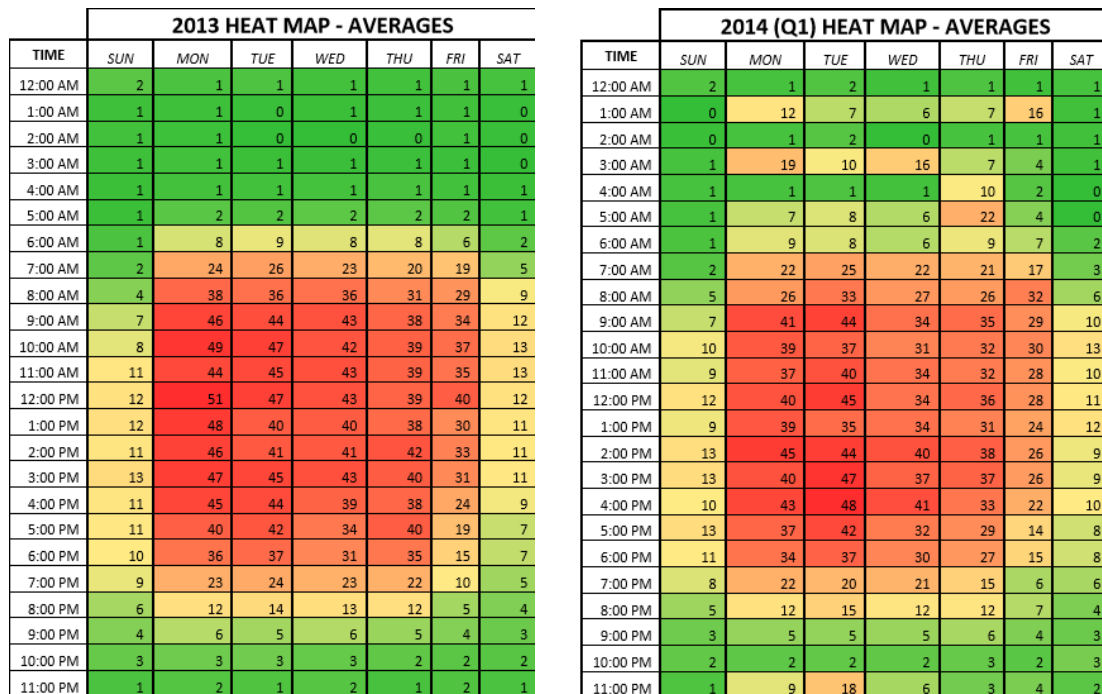 2013 HEAT MAP - AVERAGES
TIME SUN MON TUE WED THU FRI SAT
12:00 AM 2 1 1 1 1 1 1
1:00 AM 1 1 0 1 1 1 0
2:00 AM 1 1 0 0 0 1 0
3:00 AM 1 1 1 1 1 1 0
4:00 AM 1 1 1 1 1 1 1
5:00 AM 1 2 2 2 2 2 1
6:00 AM 1 8 9 8 8 6 2
7:00 AM 2 24 26 23 20 19 5
8:00 AM 4 38 36 36 31 29 9
9:00 AM 7 46 44 43 38 34 12
10:00 AM 8 49 47 42 39 37 13
11:00 AM 11 44 45 43 39 35 13
12:00 PM 12 51 47 43 39 40 12
1:00 PM 12 48 40 40 38 30 11
2:00 PM 11 46 41 41 42 33 11
3:00 PM 13 47 45 43 40 31 11
4:00 PM 11 45 44 39 38 24 9
5:00 PM 11 40 42 34 40 19 7
6:00 PM 10 36 37 31 35 15 7
7:00 PM 9 23 24 23 22 10 5
8:00 PM 6 12 14 13 12 5 4
9:00 PM 4 6 5 6 5 4 3
10:00 PM 3 3 3 3 2 2 2
11:00 PM 1 2 1 2 1 2 1
2014 (Q1) HEAT MAP - AVERAGES
TIME SUN MON TUE WED THU FRI SAT
12:00 AM 2 1 2 1 1 1 1
1:00 AM 0 12 7 6 7 16 1
2:00 AM 0 1 2 0 1 1 1
3:00 AM 1 19 10 16 7 4 1
4:00 AM 1 1 1 1 10 2 0
5:00 AM 1 7 8 6 22 4 0
6:00 AM 1 9 8 6 9 7 2
7:00 AM 2 22 25 22 21 17 3
8:00 AM 5 26 33 27 26 32 6
9:00 AM 7 41 44 34 35 29 10
10:00 AM 10 39 37 31 32 30 13
11:00 AM 9 37 40 34 32 28 10
12:00 PM 12 40 45 34 36 28 11
1:00 PM 9 39 35 34 31 24 12
2:00 PM 13 45 44 40 38 26 9
3:00 PM 13 40 47 37 37 26 9
4:00 PM 10 43 48 41 33 22 10
5:00 PM 13 37 42 32 29 14 8
6:00 PM 11 34 37 30 27 15 8
7:00 PM 8 22 20 21 15 6 6
8:00 PM 5 12 15 12 12 7 4
9:00 PM 3 5 5 5 6 4 3
10:00 PM 2 2 2 2 3 2 3
11:00 PM 1 9 18 6 3 4 2